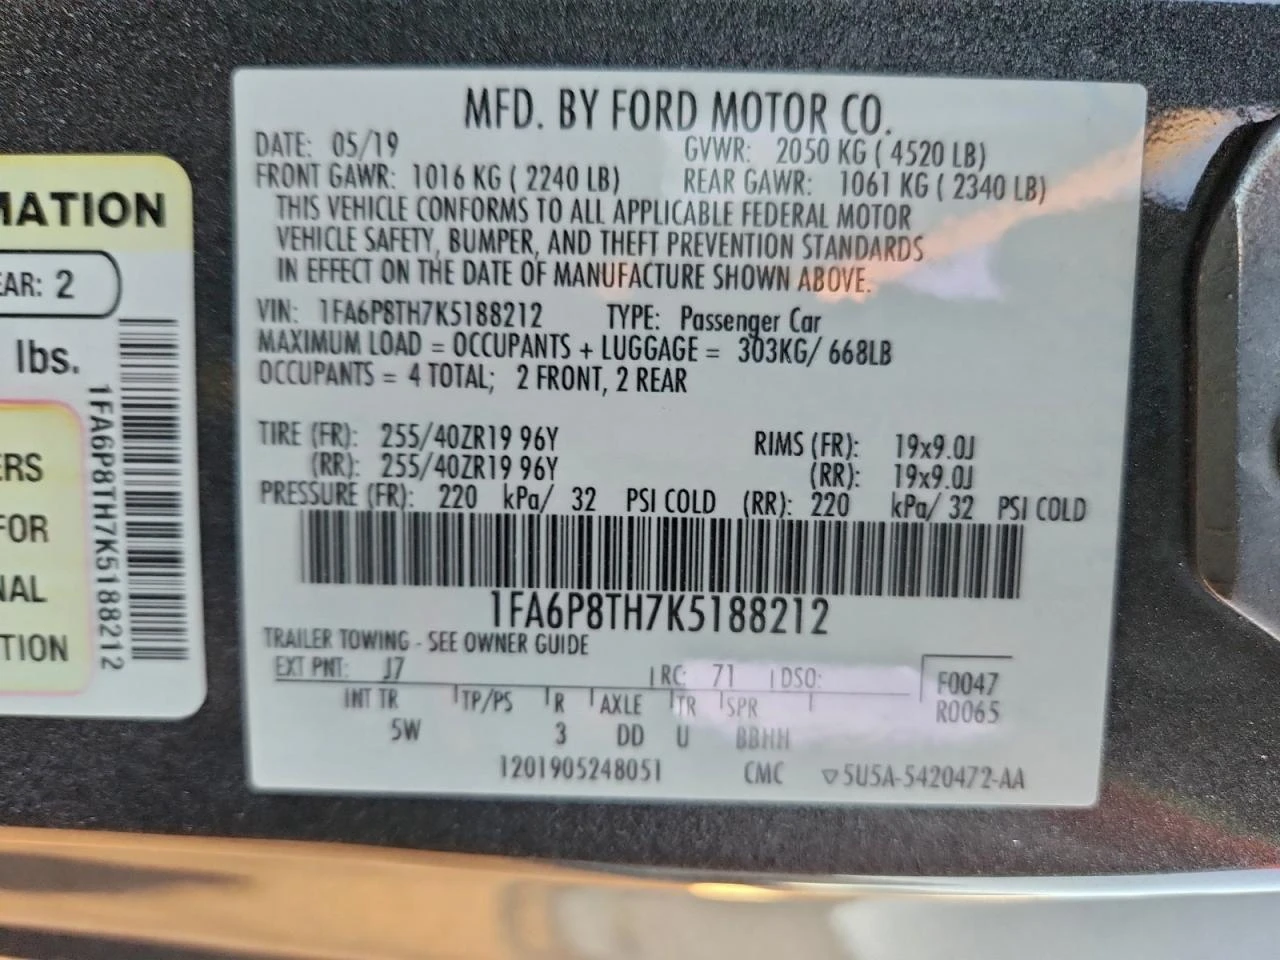 MFD. BY FORD MOTOR CO.
DATE: 05/19 GVWR: 2050 KG ( 4520 LB)
FRONT GAWR: 1016 KG ( 2240 LB) REAR GAWR: 1061 KG ( 2340 LB)
THIS VEHICLE CONFORMS TO ALL APPLICABLE FEDERAL MOTOR
VEHICLE SAFETY, BUMPER, AND THEFT PREVENTION STANDARDS
IN EFFECT ON THE DATE OF MANUFACTURE SHOWN ABOVE.
VIN: 1FA6P8TH7K5188212 TYPE: Passenger Car
MAXIMUM LOAD = OCCUPANTS + LUGGAGE = 303KG/ 668LB
OCCUPANTS = 4 TOTAL; 2 FRONT, 2 REAR
TIRE (FR): 255/40ZR19 96Y RIMS (FR): 19x9.0J
(RR): 255/40ZR19 96Y (RR): 19x9.0J
PRESSURE (FR): 220 kPa/ 32 PSI COLD (RR): 220 kPa/ 32 PSI COLD
1FA6P8TH7K5188212
TRAILER TOWING - SEE OWNER GUIDE
EXT PNT: J7 RC: 71 DSO: F0047
INT TR TP/PS R AXLE TR SPR R0065
5W 3 DD U BBHH
1201905248051 CMC ▽5U5A-5420472-AA
MATION
EAR: 2
lbs.
ERS
FOR
NAL
TION
1FA6P8TH7K5188212